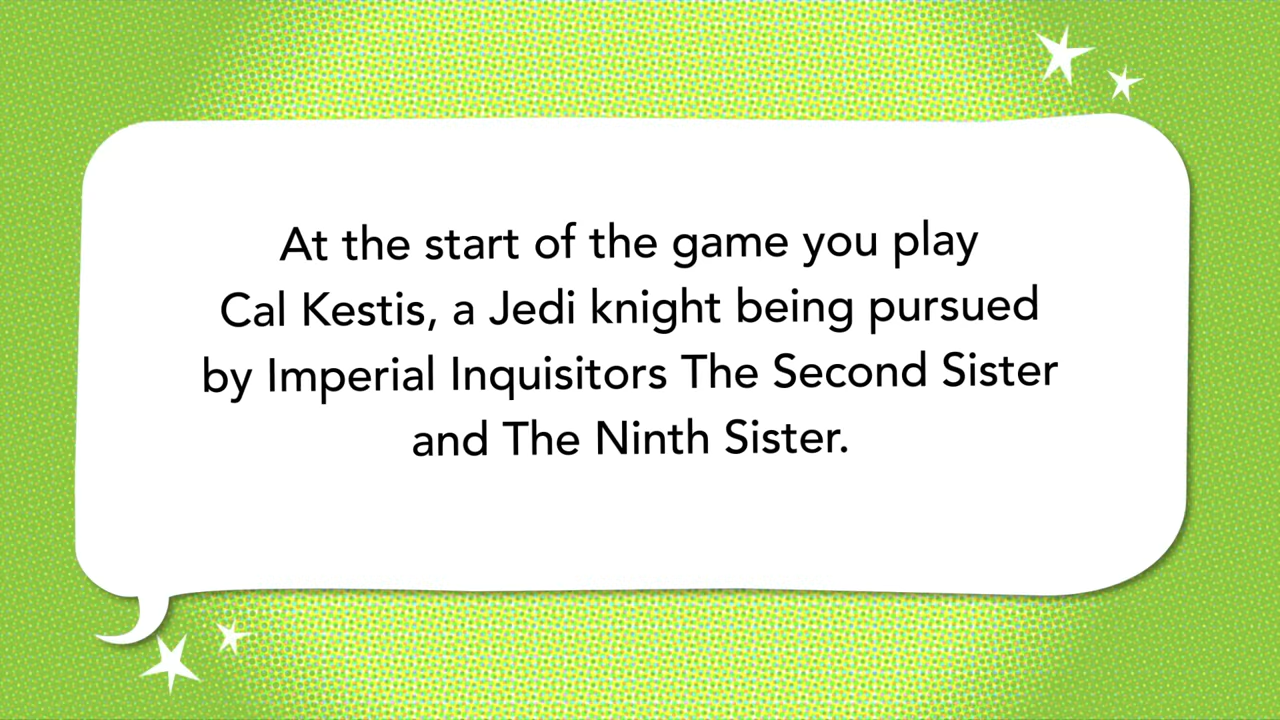 At the start of the game you play
Cal Kestis, a Jedi knight being pursued
by Imperial Inquisitors The Second Sister
and The Ninth Sister.